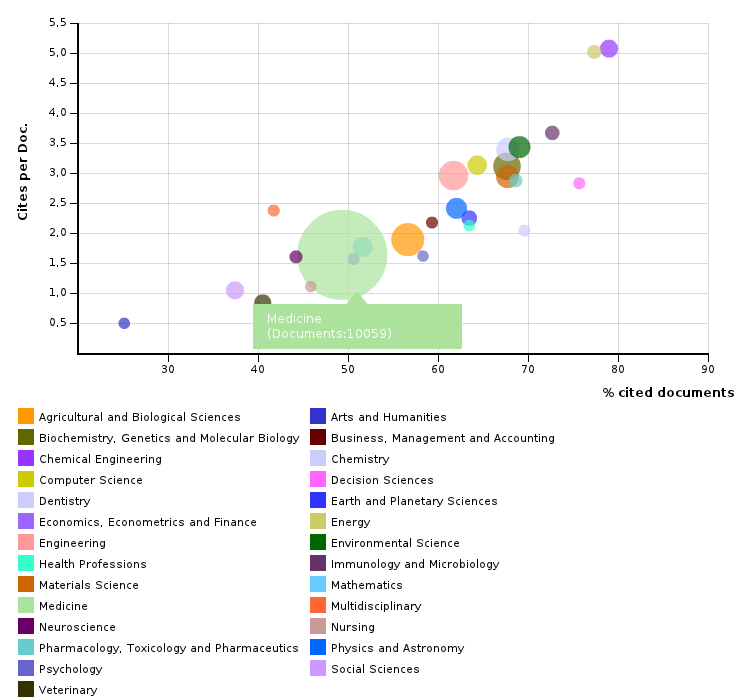 5,5
5,0
4,5
4,0
3,5
3,0
2,5
2,0
1,5
1,0
0,5
Cites per Doc.
Medicine
(Documents:10059)
30 40 50 60 70 80 90
% cited documents
Agricultural and Biological Sciences
Arts and Humanities
Biochemistry, Genetics and Molecular Biology
Business, Management and Accounting
Chemical Engineering
Chemistry
Computer Science
Decision Sciences
Dentistry
Earth and Planetary Sciences
Economics, Econometrics and Finance
Energy
Engineering
Environmental Science
Health Professions
Immunology and Microbiology
Materials Science
Mathematics
Medicine
Multidisciplinary
Neuroscience
Nursing
Pharmacology, Toxicology and Pharmaceutics
Physics and Astronomy
Psychology
Social Sciences
Veterinary